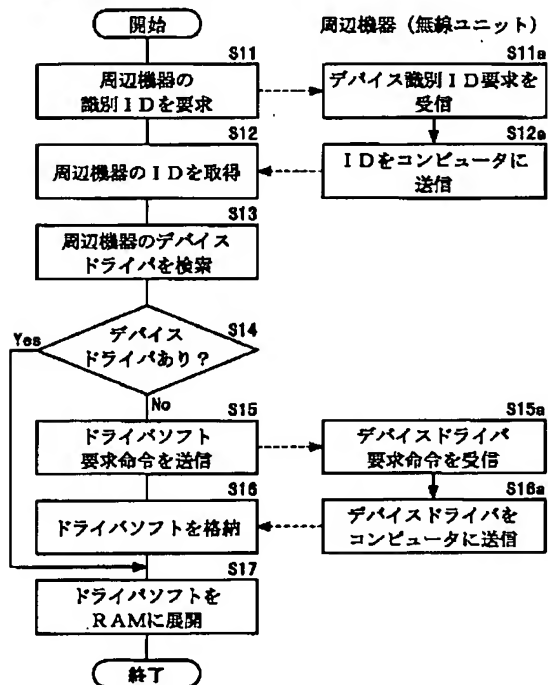 開始
周辺機器（無線ユニット）
S11
周辺機器の
識別IDを要求
S11a
デバイス識別ID要求を
受信
S12
周辺機器のIDを取得
S12a
IDをコンピュータに
送信
S13
周辺機器のデバイス
ドライバを検索
S14
デバイス
ドライバあり？
Yes
No
S15
ドライバソフト
要求命令を送信
S15a
デバイスドライバ
要求命令を受信
S16
ドライバソフトを格納
S16a
デバイスドライバを
コンピュータに送信
S17
ドライバソフトを
RAMに展開
終了